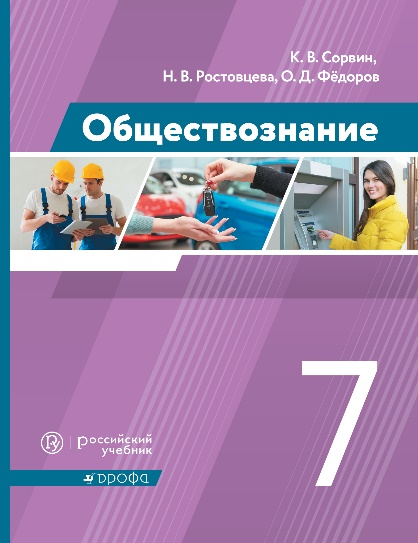 К. В. Сорвин,
Н. В. Ростовцева, О. Д. Фёдоров
Обществознание
7
российский
учебник
дрофа